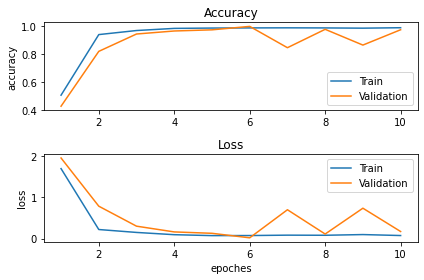 Accuracy
1.0
0.8
0.6
0.4
accuracy
Train
Validation
2 4 6 8 10
Loss
2
1
0
loss
Train
Validation
2 4 6 8 10
epoches